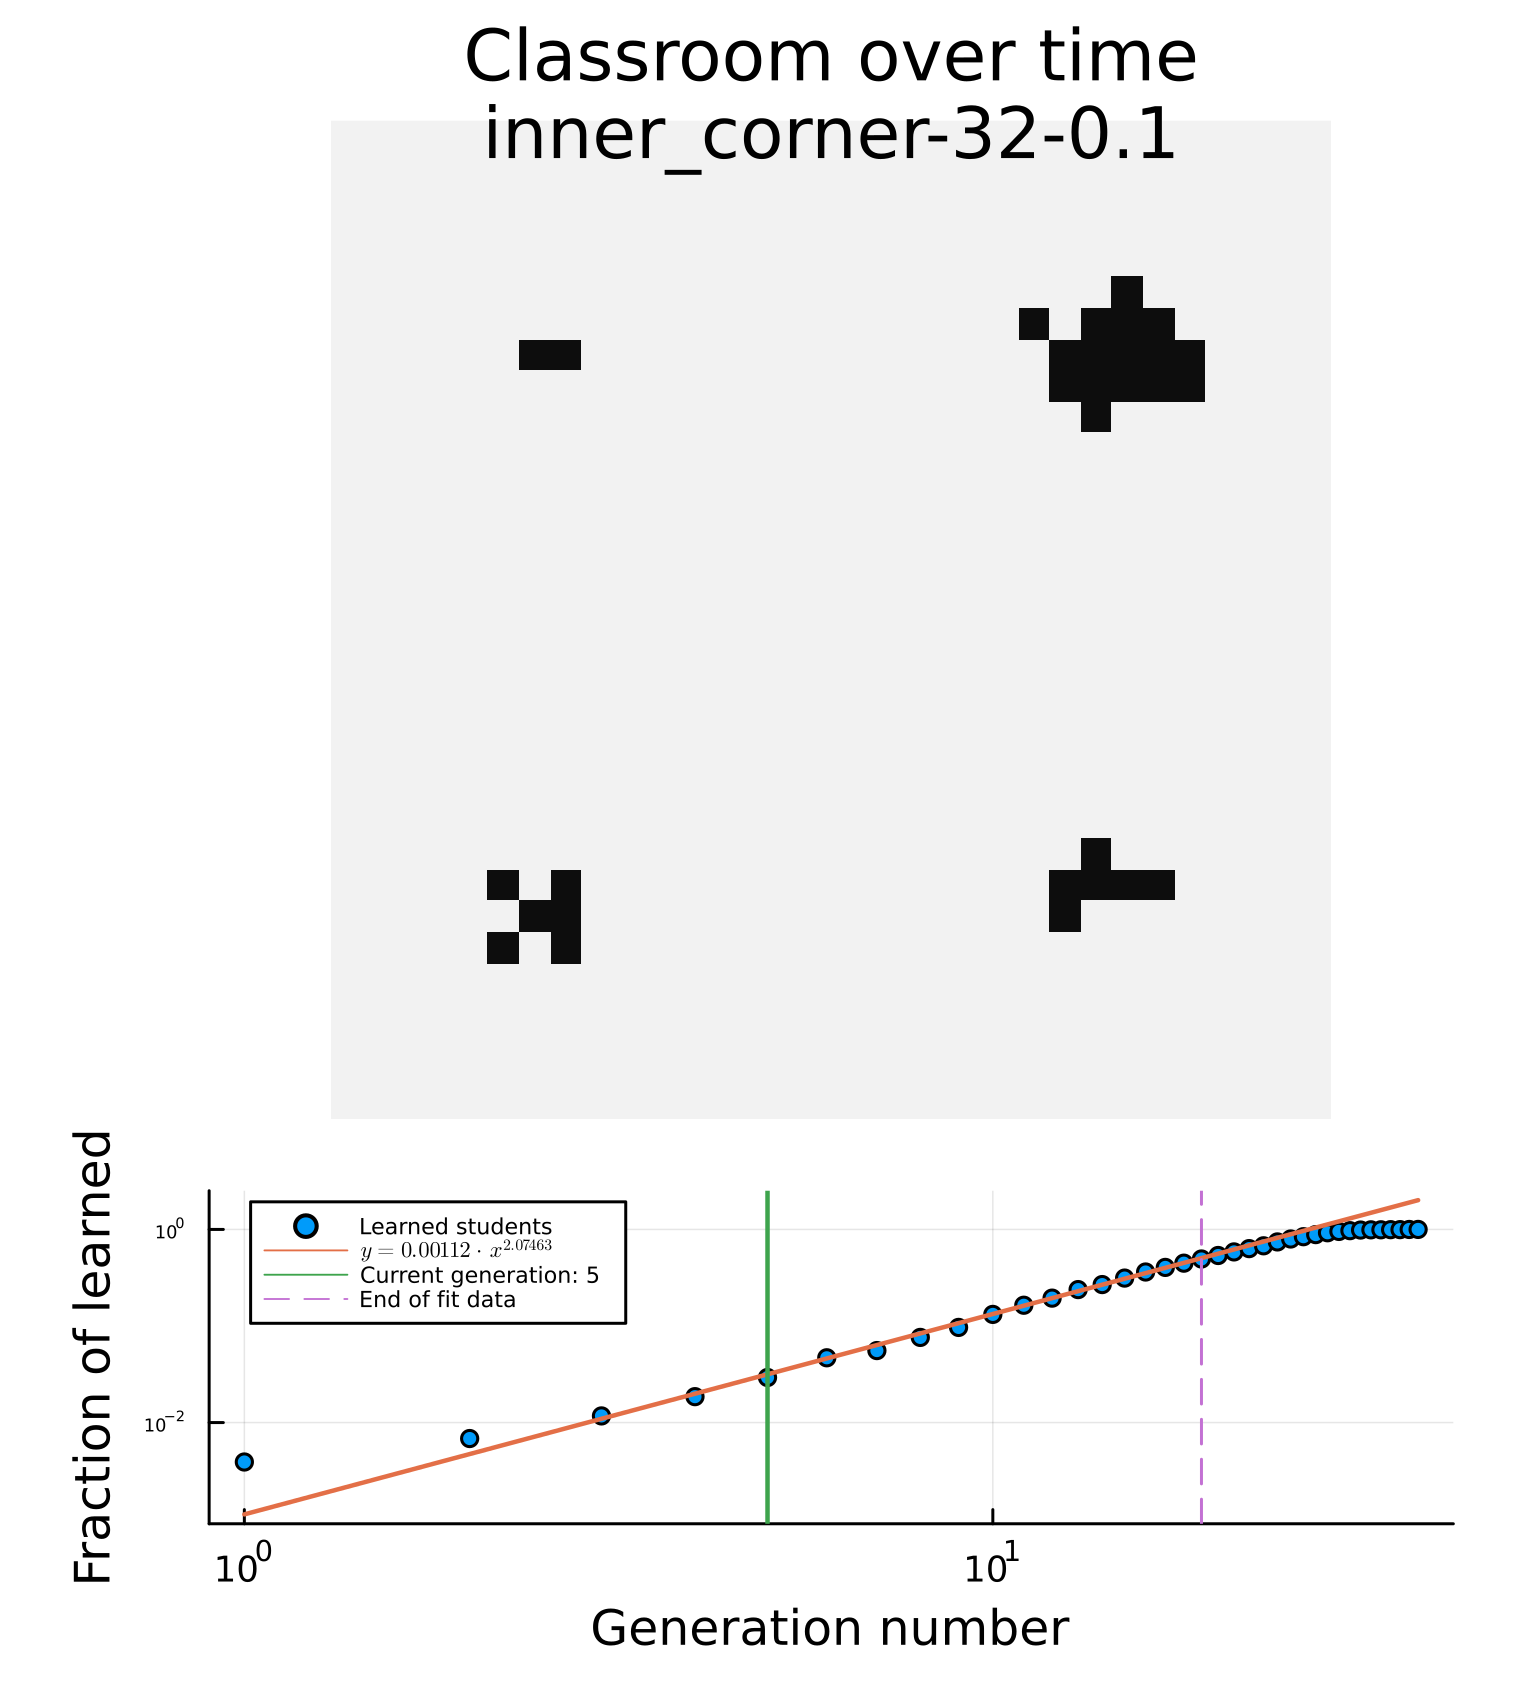 Classroom over time
inner_corner-32-0.1
Fraction of learned
10^0
10^-2
Learned students
y = 0.00112 · x^2.07463
Current generation: 5
End of fit data
10^0
10^1
Generation number